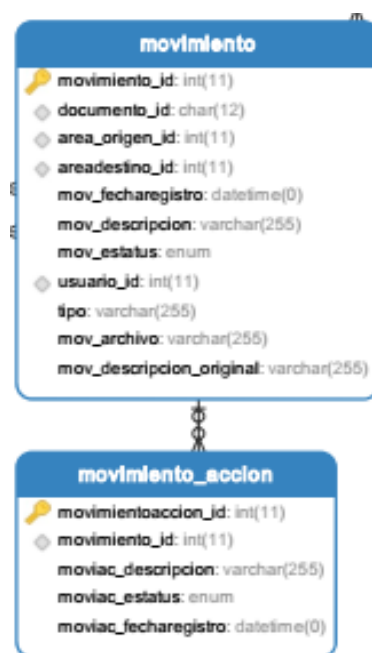 movimiento
movimiento_id: int(11)
documento_id: char(12)
area_origen_id: int(11)
areadestino_id: int(11)
mov_fecharegistro: datetime(0)
mov_descripcion: varchar(255)
mov_estatus: enum
usuario_id: int(11)
tipo: varchar(255)
mov_archivo: varchar(255)
mov_descripcion_original: varchar(255)
movimiento_accion
movimientoaccion_id: int(11)
movimiento_id: int(11)
moviac_descripcion: varchar(255)
moviac_estatus: enum
moviac_fecharegistro: datetime(0)